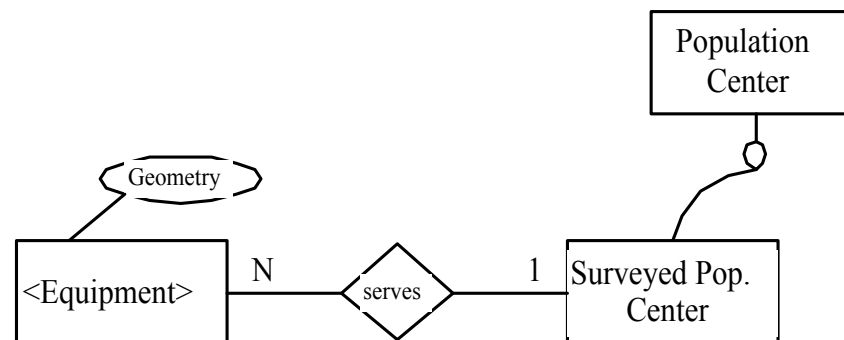 Population
Center
Geometry
<Equipment>
N
serves
1
Surveyed Pop.
Center